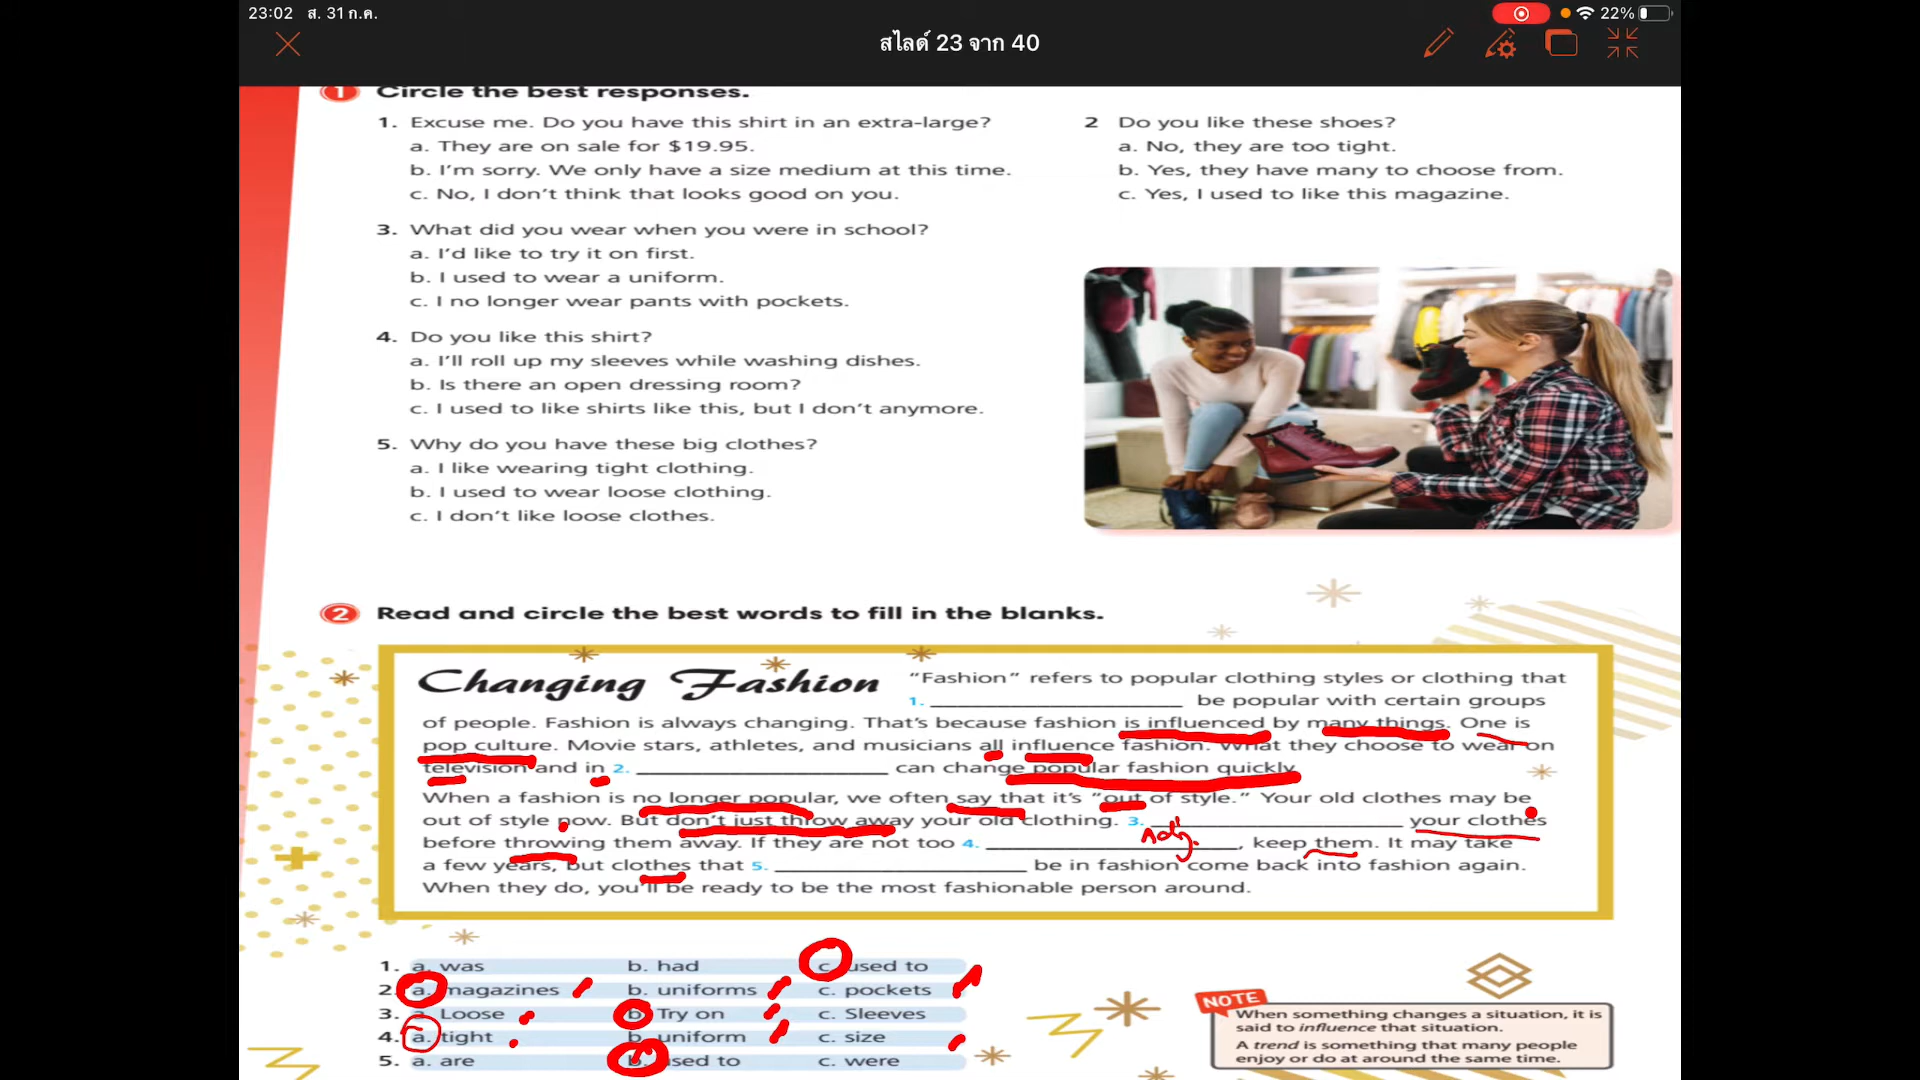 23:02 ส. 31 ก.ค.
22%
สไลด์ 23 จาก 40
1 Circle the best responses.
1. Excuse me. Do you have this shirt in an extra-large?
a. They are on sale for $19.95.
b. I'm sorry. We only have a size medium at this time.
c. No, I don't think that looks good on you.
2 Do you like these shoes?
a. No, they are too tight.
b. Yes, they have many to choose from.
c. Yes, I used to like this magazine.
3. What did you wear when you were in school?
a. I'd like to try it on first.
b. I used to wear a uniform.
c. I no longer wear pants with pockets.
4. Do you like this shirt?
a. I'll roll up my sleeves while washing dishes.
b. Is there an open dressing room?
c. I used to like shirts like this, but I don't anymore.
5. Why do you have these big clothes?
a. I like wearing tight clothing.
b. I used to wear loose clothing.
c. I don't like loose clothes.
2 Read and circle the best words to fill in the blanks.
Changing Fashion
"Fashion" refers to popular clothing styles or clothing that
1. ____________ be popular with certain groups
of people. Fashion is always changing. That's because fashion is influenced by many things. One is
pop culture. Movie stars, athletes, and musicians all influence fashion. What they choose to wear on
television and in 2. ____________ can change popular fashion quickly.
When a fashion is no longer popular, we often say that it's "out of style." Your old clothes may be
out of style now. But don't just throw away your old clothing. 3. ____________ your clothes
before throwing them away. If they are not too 4. ____________, keep them. It may take
a few years, but clothes that 5. ____________ be in fashion come back into fashion again.
When they do, you'll be ready to be the most fashionable person around.
1. a. was b. had c. used to
2. a. magazines b. uniforms c. pockets
3. a. Loose b. Try on c. Sleeves
4. a. tight b. uniform c. size
5. a. are b. used to c. were
NOTE
When something changes a situation, it is
said to influence that situation.
A trend is something that many people
enjoy or do at around the same time.